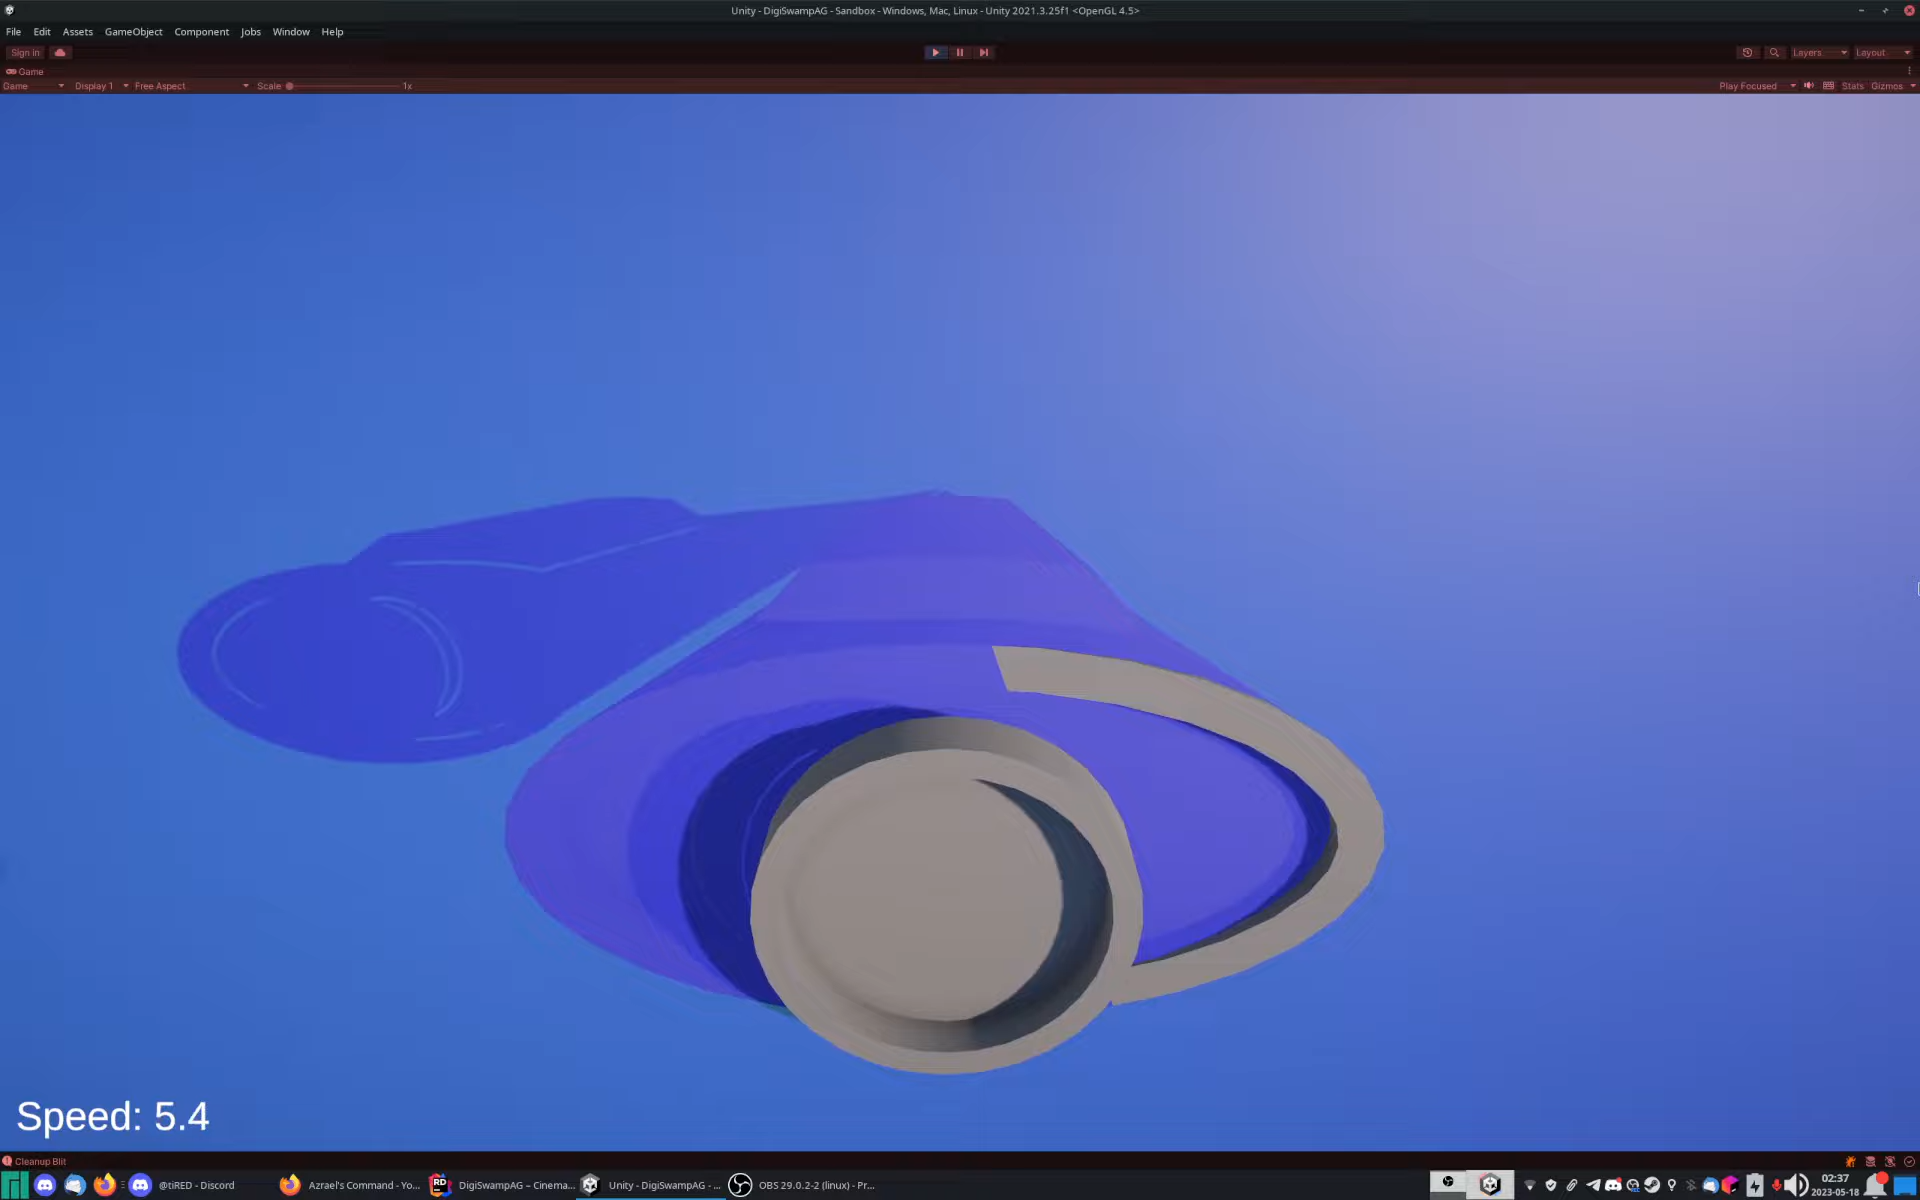 Unity - DigiSwampAG - Sandbox - Windows, Mac, Linux - Unity 2021.3.25f1 <OpenGL 4.5>
File Edit Assets GameObject Component Jobs Window Help
Sign in Layers Layout
Game
Game Display 1 Free Aspect Scale 1x Play Focused Stats Gizmos
Speed: 5.4
Cleanup Blit
@tiRED - Discord Azrael's Command - Yo... RD DigiSwampAG – Cinema... Unity - DigiSwampAG - ... OBS 29.0.2-2 (linux) - Pr... 02:37
2023-05-18